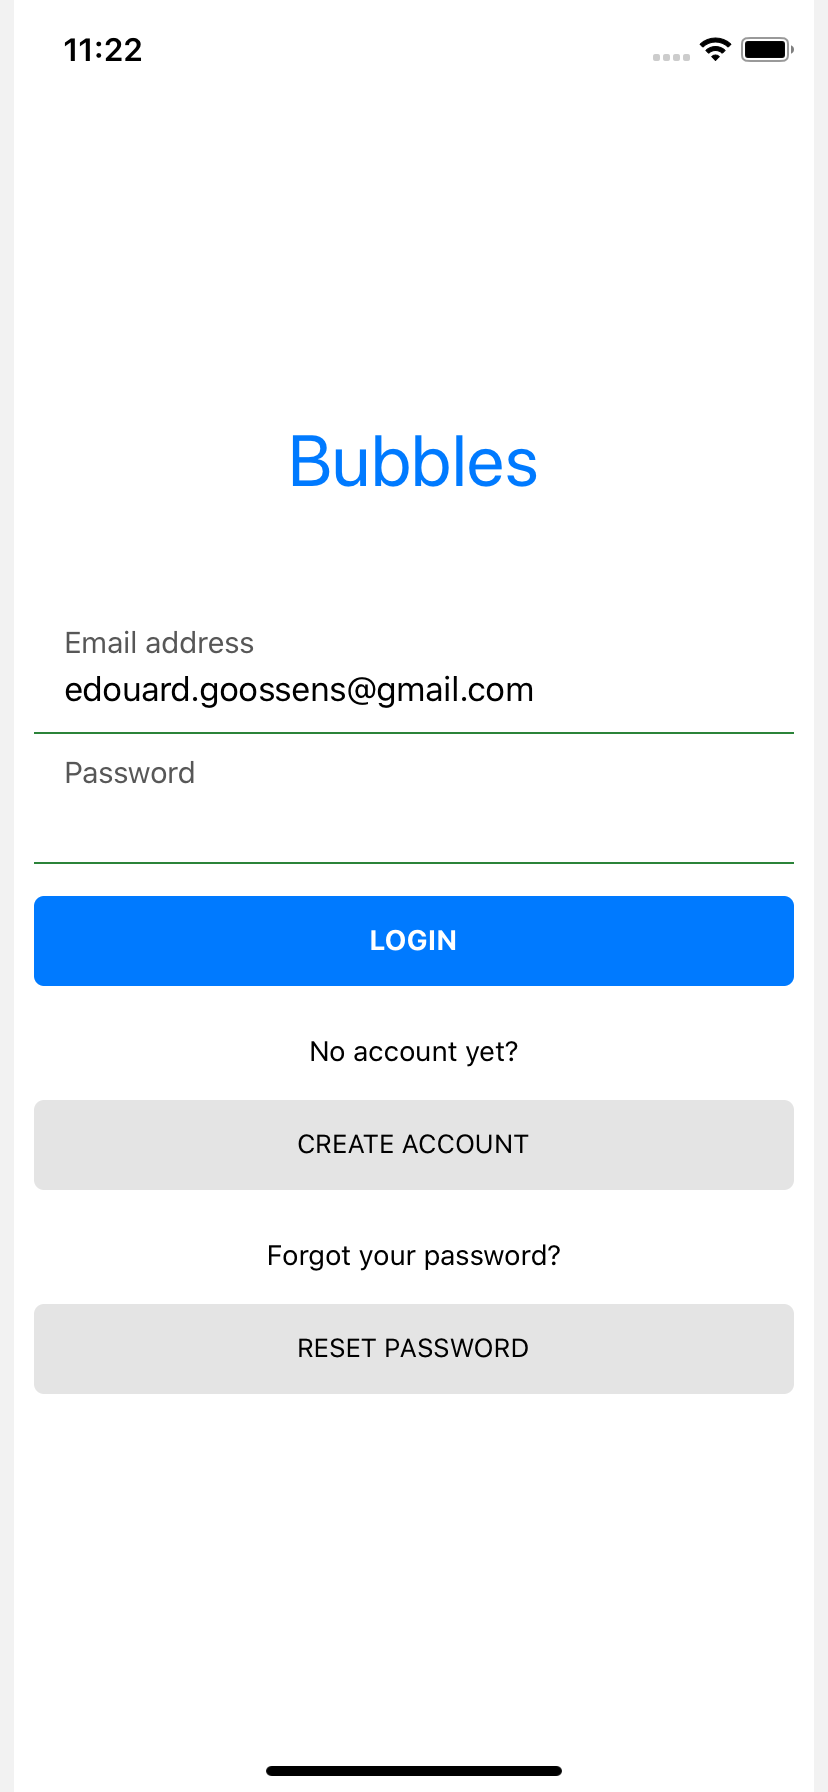 11:22
Bubbles
Email address
edouard.goossens@gmail.com
Password
LOGIN
No account yet?
CREATE ACCOUNT
Forgot your password?
RESET PASSWORD